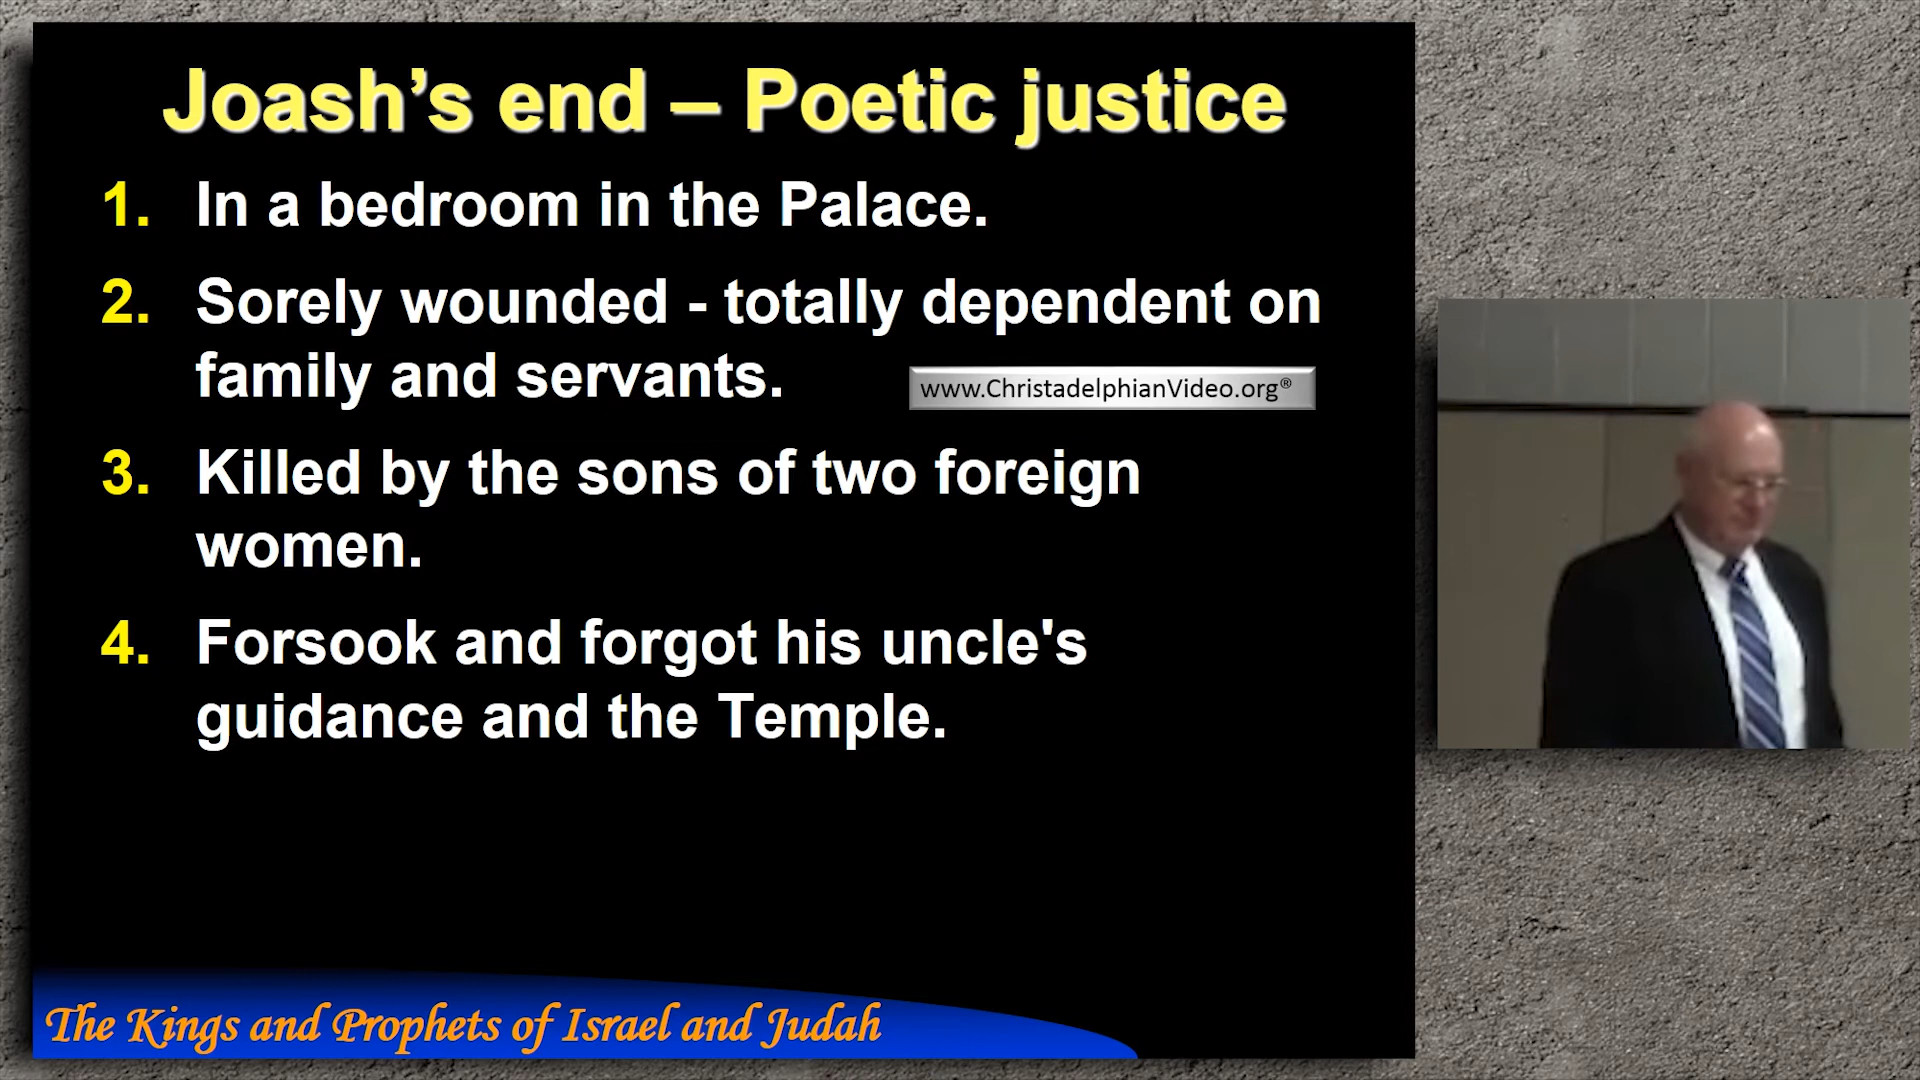 Joash’s end – Poetic justice
1. In a bedroom in the Palace.
2. Sorely wounded - totally dependent on
family and servants.
www.ChristadelphianVideo.org®
3. Killed by the sons of two foreign
women.
4. Forsook and forgot his uncle's
guidance and the Temple.
The Kings and Prophets of Israel and Judah